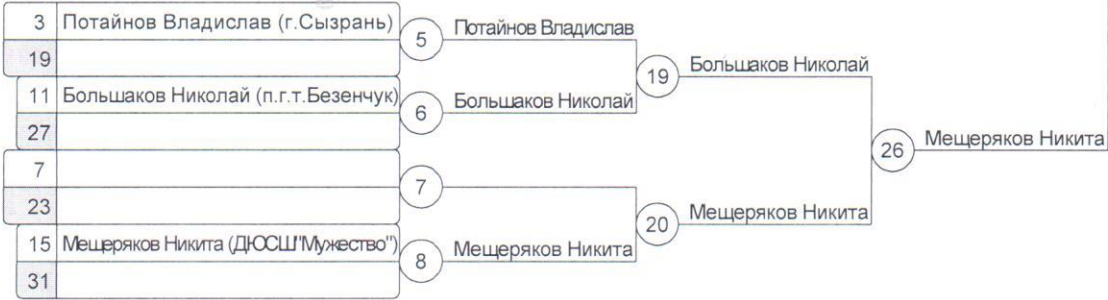 3 Потайнов Владислав (г.Сызрань)
5
Потайнов Владислав
19
19
Большаков Николай
11 Большаков Николай (п.г.т.Безенчук)
6
Большаков Николай
27
26
Мещеряков Никита
7
7
23
20
Мещеряков Никита
15 Мещеряков Никита (ДЮСШ"Мужество")
8
Мещеряков Никита
31